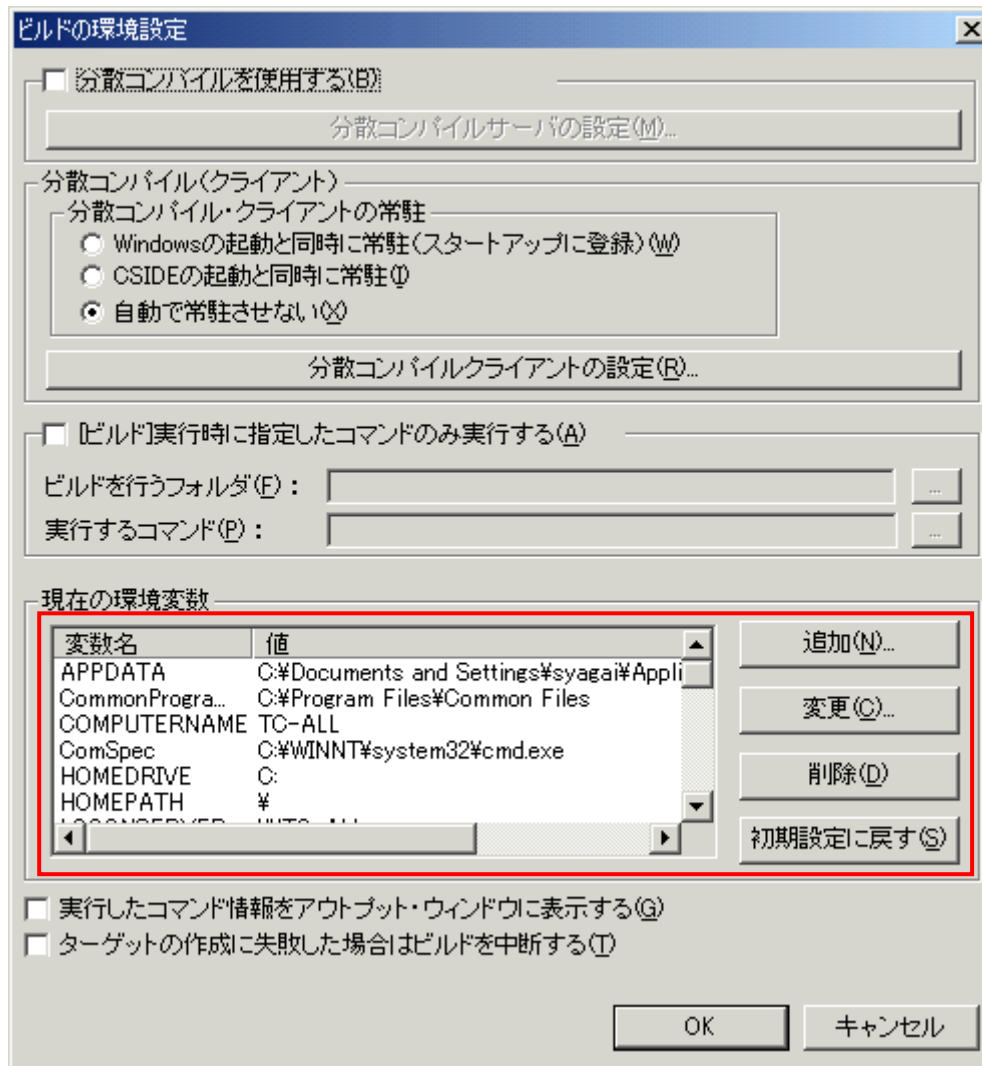 ビルドの環境設定
分散コンパイルを使用する(B)
分散コンパイルサーバの設定(M)...
分散コンパイル(クライアント)
分散コンパイル・クライアントの常駐
Windowsの起動と同時に常駐(スタートアップに登録)(W)
CSIDEの起動と同時に常駐(I)
自動で常駐させない(X)
分散コンパイルクライアントの設定(R)...
[ビルド]実行時に指定したコマンドのみ実行する(A)
ビルドを行うフォルダ(F):
...
実行するコマンド(P):
...
現在の環境変数
変数名 値
APPDATA C:¥Documents and Settings¥syagai¥Appli
CommonProgra... C:¥Program Files¥Common Files
COMPUTERNAME TC-ALL
ComSpec C:¥WINNT¥system32¥cmd.exe
HOMEDRIVE C:
HOMEPATH ¥
追加(N)...
変更(C)...
削除(D)
初期設定に戻す(S)
実行したコマンド情報をアウトプット・ウィンドウに表示する(G)
ターゲットの作成に失敗した場合はビルドを中断する(T)
OK キャンセル